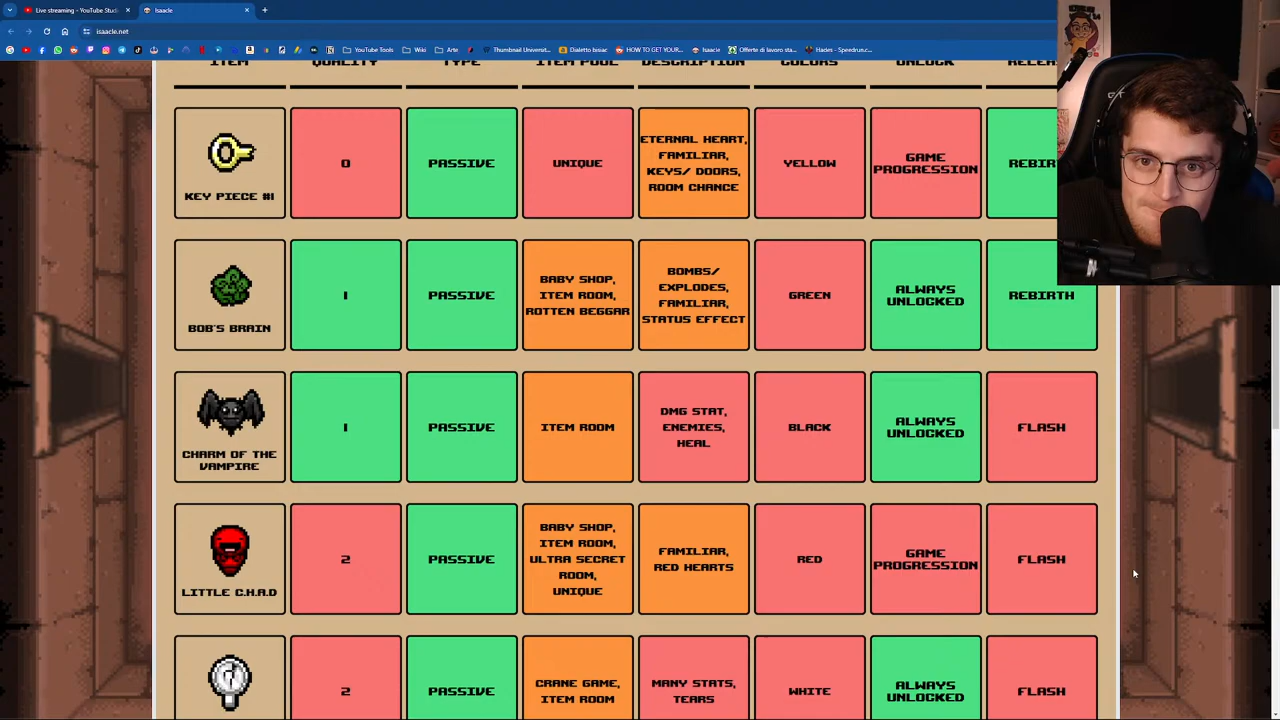 Live streaming - YouTube Stud
Isaacle
isaacle.net
YouTube Tools
Wiki
Arte
Thumbnail Universit...
Dialetto bisiac
HOW TO GET YOUR...
Isaacle
Offerte di lavoro sta...
Hades - Speedrun.c...
ITEM QUALITY TYPE ITEM POOL DESCRIPTION COLORS UNLOCK
KEY PIECE #1
0
PASSIVE
UNIQUE
ETERNAL HEART,
FAMILIAR,
KEYS/ DOORS,
ROOM CHANCE
YELLOW
GAME
PROGRESSION
REBIRT
BOB'S BRAIN
1
PASSIVE
BABY SHOP,
ITEM ROOM,
ROTTEN BEGGAR
BOMBS/
EXPLODES,
FAMILIAR,
STATUS EFFECT
GREEN
ALWAYS
UNLOCKED
REBIRTH
CHARM OF THE
VAMPIRE
1
PASSIVE
ITEM ROOM
DMG STAT,
ENEMIES,
HEAL
BLACK
ALWAYS
UNLOCKED
FLASH
LITTLE C.H.A.D
2
PASSIVE
BABY SHOP,
ITEM ROOM,
ULTRA SECRET
ROOM,
UNIQUE
FAMILIAR,
RED HEARTS
RED
GAME
PROGRESSION
FLASH
2
PASSIVE
CRANE GAME,
ITEM ROOM
MANY STATS,
TEARS
WHITE
ALWAYS
UNLOCKED
FLASH